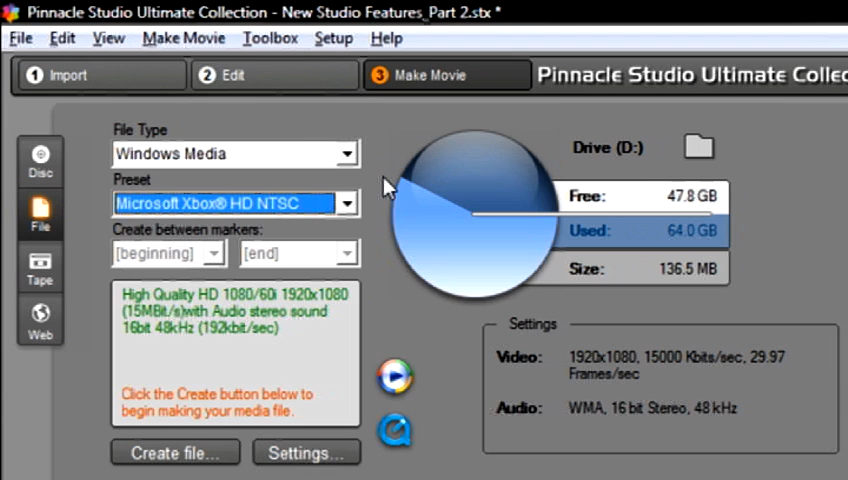 Pinnacle Studio Ultimate Collection - New Studio Features_Part 2.stx *
File Edit View Make Movie Toolbox Setup Help
1 Import 2 Edit 3 Make Movie Pinnacle Studio Ultimate Collec
File Type
Windows Media
Preset
Microsoft Xbox® HD NTSC
Create between markers:
[beginning] [end]
High Quality HD 1080/60i 1920x1080
(15MBit/s)with Audio stereo sound
16bit 48kHz (192kbit/sec)
Click the Create button below to
begin making your media file.
Create file... Settings...
Disc
File
Tape
Web
Drive (D:)
Free: 47.8 GB
Used: 64.0 GB
Size: 136.5 MB
Settings
Video: 1920x1080, 15000 Kbits/sec, 29.97
Frames/sec
Audio: WMA, 16 bit Stereo, 48 kHz